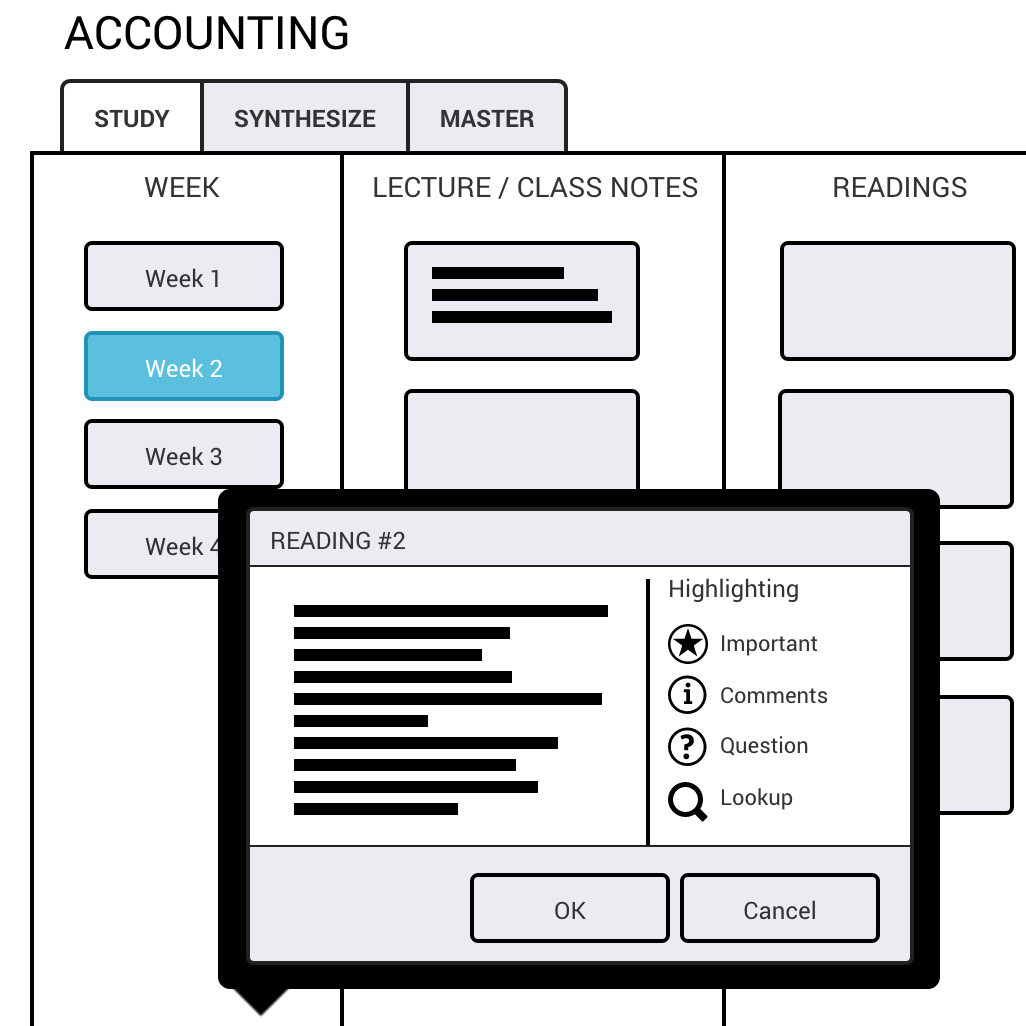 ACCOUNTING
STUDY
SYNTHESIZE
MASTER
WEEK
LECTURE / CLASS NOTES
READINGS
Week 1
Week 2
Week 3
Week 4
READING #2
Highlighting
Important
Comments
Question
Lookup
OK
Cancel